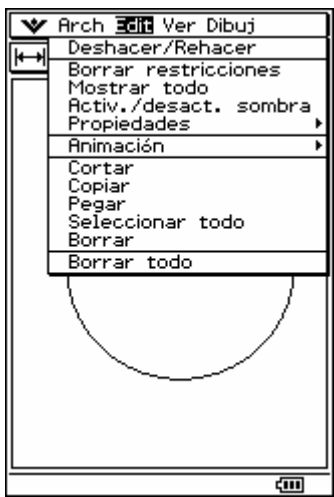 Arch Edit Ver Dibuj
Deshacer/Rehacer
Borrar restricciones
Mostrar todo
Activ./desact. sombra
Propiedades
Animación
Cortar
Copiar
Pegar
Seleccionar todo
Borrar
Borrar todo